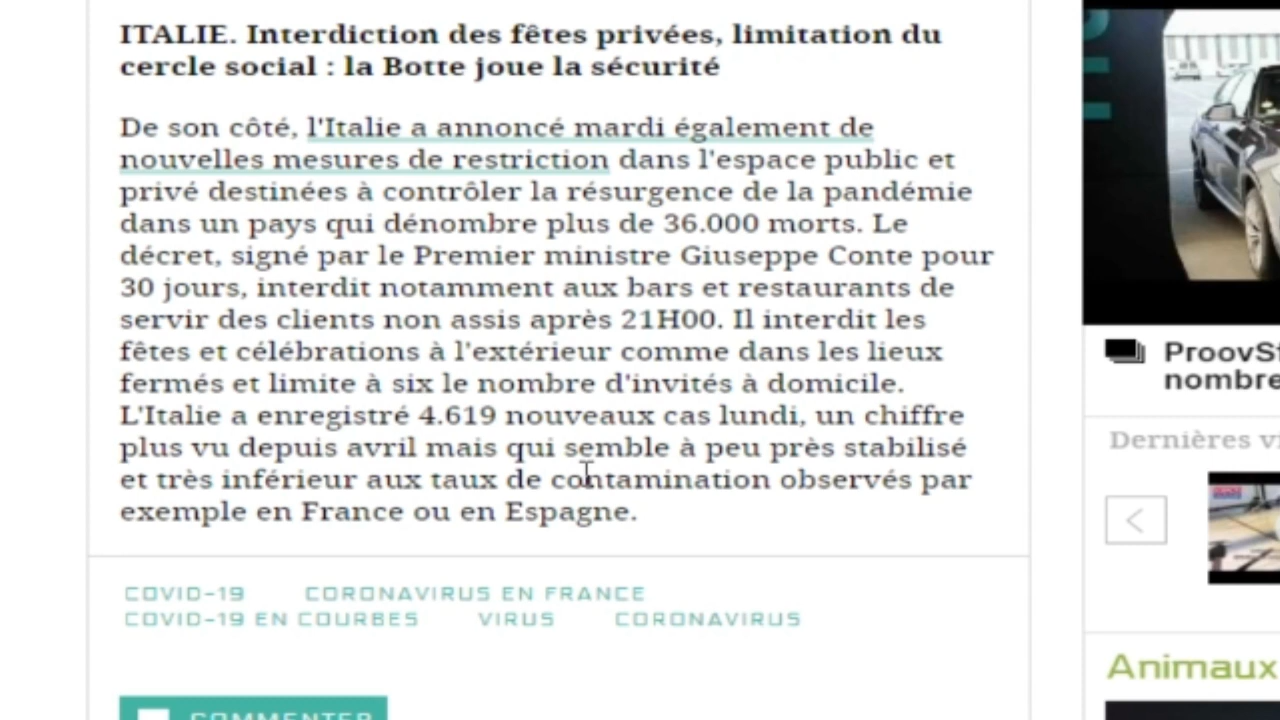 ITALIE. Interdiction des fêtes privées, limitation du
cercle social : la Botte joue la sécurité
De son côté, l'Italie a annoncé mardi également de
nouvelles mesures de restriction dans l'espace public et
privé destinées à contrôler la résurgence de la pandémie
dans un pays qui dénombre plus de 36.000 morts. Le
décret, signé par le Premier ministre Giuseppe Conte pour
30 jours, interdit notamment aux bars et restaurants de
servir des clients non assis après 21H00. Il interdit les
fêtes et célébrations à l'extérieur comme dans les lieux
fermés et limite à six le nombre d'invités à domicile.
L'Italie a enregistré 4.619 nouveaux cas lundi, un chiffre
plus vu depuis avril mais qui semble à peu près stabilisé
et très inférieur aux taux de contamination observés par
exemple en France ou en Espagne.
COVID-19 CORONAVIRUS EN FRANCE
COVID-19 EN COURBES VIRUS CORONAVIRUS
COMMENTER
ProovSt
nombre
Dernières vi
Animaux